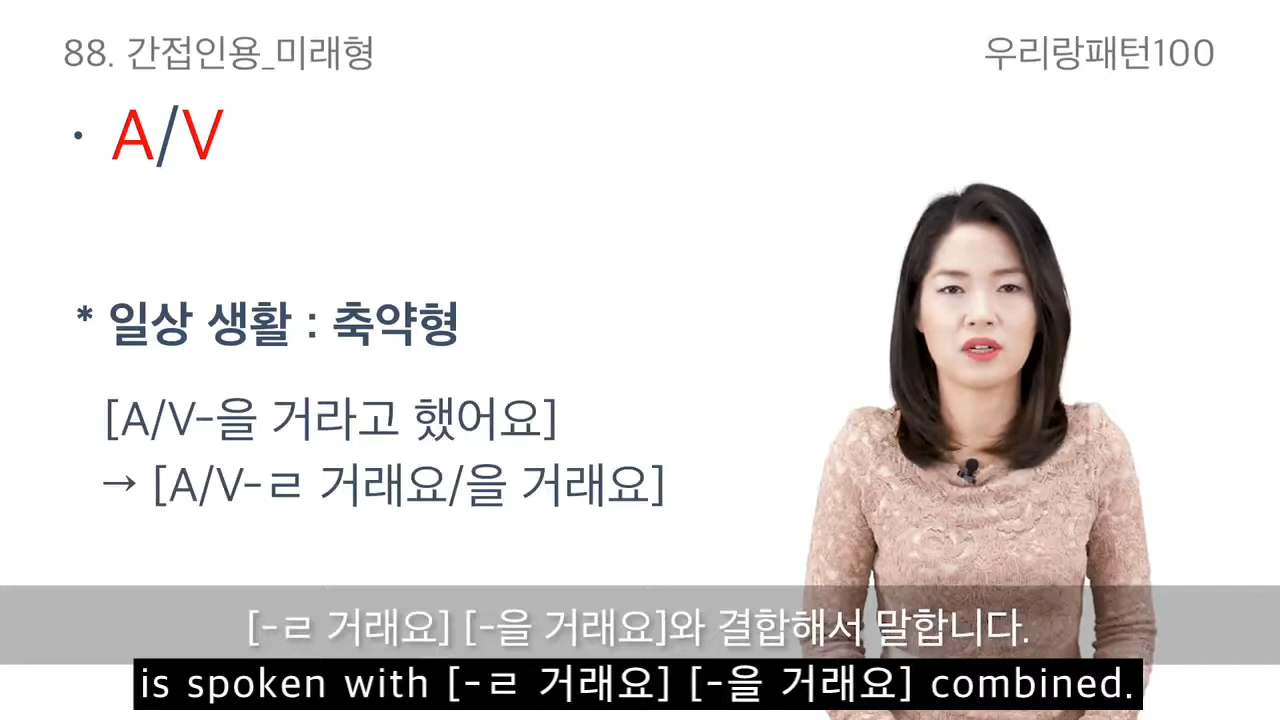 88. 간접인용_미래형
우리랑패턴100
· A/V
* 일상 생활 : 축약형
[A/V-을 거라고 했어요]
→ [A/V-ㄹ 거래요/을 거래요]
[-ㄹ 거래요] [-을 거래요]와 결합해서 말합니다.
is spoken with [-ㄹ 거래요] [-을 거래요] combined.